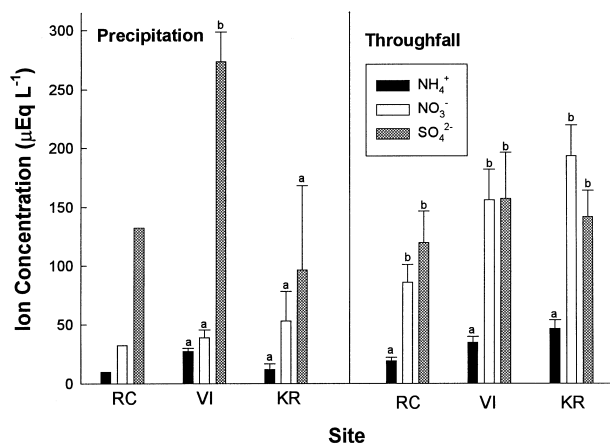 Ion Concentration (µEq L⁻¹)
300
250
200
150
100
50
0
Precipitation
b
a
a
a
a
a
RC
VI
KR
Throughfall
NH₄⁺
NO₃⁻
SO₄²⁻
a
b
b
a
b
b
a
b
b
RC
VI
KR
Site